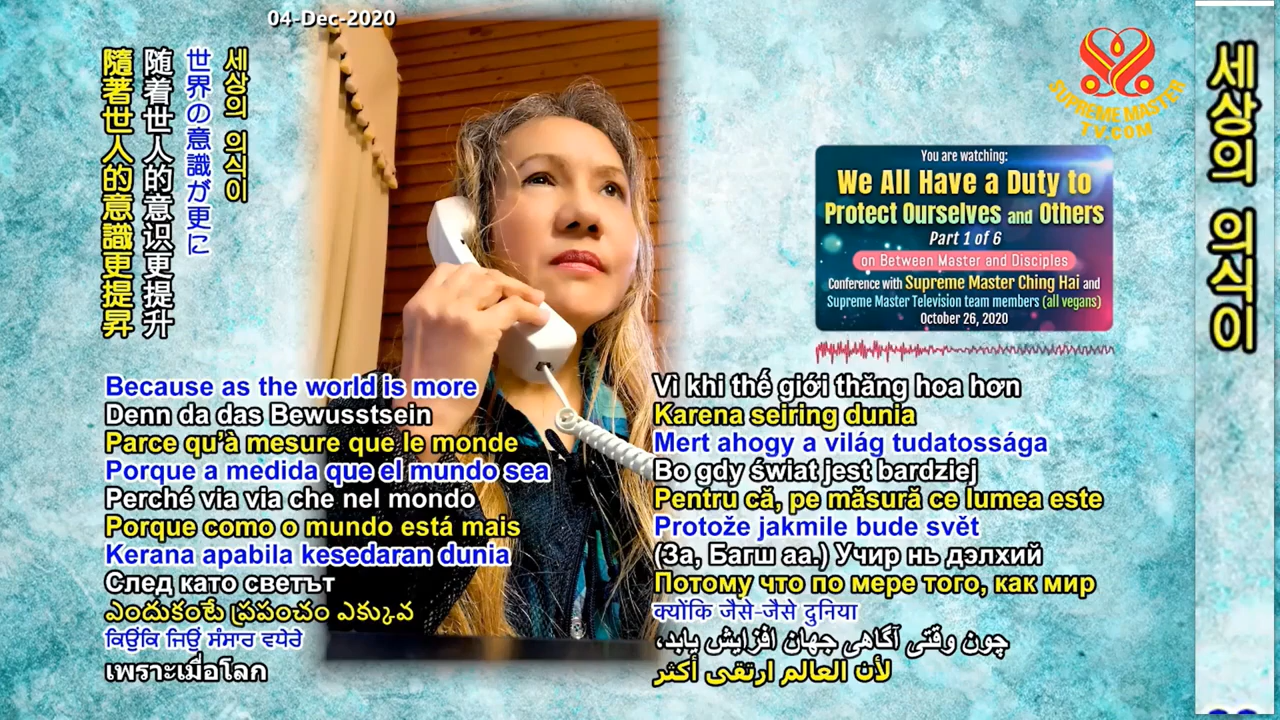 04-Dec-2020
세상의 의식이
世界の意識が更に
随着世人的意识更提升
隨著世人的意識更提昇
SUPREME MASTER
TV.COM
세상의 의식이
You are watching:
We All Have a Duty to
Protect Ourselves and Others
Part 1 of 6
on Between Master and Disciples
Conference with Supreme Master Ching Hai and
Supreme Master Television team members (all vegans)
October 26, 2020
Because as the world is more
Denn da das Bewusstsein
Parce qu’à mesure que le monde
Porque a medida que el mundo sea
Perché via via che nel mondo
Porque como o mundo está mais
Kerana apabila kesedaran dunia
След като светът
ఎందుకంటే ప్రపంచం ఎక్కువ
ਕਿਉਂਕਿ ਜਿਉਂ ਸੰਸਾਰ ਵਧੇਰੇ
เพราะเมื่อโลก
Vì khi thế giới thăng hoa hơn
Karena seiring dunia
Mert ahogy a világ tudatossága
Bo gdy świat jest bardziej
Pentru că, pe măsură ce lumea este
Protože jakmile bude svět
(За, Багш аа.) Учир нь дэлхий
Потому что по мере того, как мир
क्योंकि जैसे-जैसे दुनिया
چون وقتی آگاهی جهان افزایش یابد،
لأن العالم ارتقى أكثر